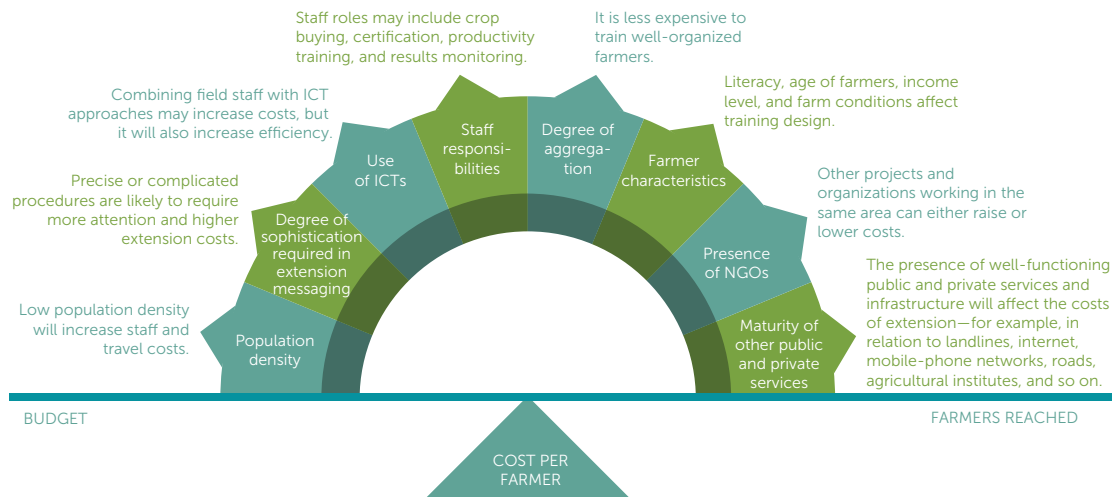 Staff roles may include crop
buying, certification, productivity
training, and results monitoring.
It is less expensive to
train well-organized
farmers.
Combining field staff with ICT
approaches may increase costs, but
it will also increase efficiency.
Literacy, age of farmers, income
level, and farm conditions affect
training design.
Precise or complicated
procedures are likely to require
more attention and higher
extension costs.
Other projects and
organizations working in the
same area can either raise or
lower costs.
Low population density
will increase staff and
travel costs.
The presence of well-functioning
public and private services and
infrastructure will affect the costs
of extension—for example, in
relation to landlines, internet,
mobile-phone networks, roads,
agricultural institutes, and so on.
Population
density
Degree of
sophistication
required in
extension
messaging
Use
of ICTs
Staff
responsi-
bilities
Degree of
aggrega-
tion
Farmer
characteristics
Presence
of NGOs
Maturity of
other public
and private
services
BUDGET
FARMERS REACHED
COST PER
FARMER